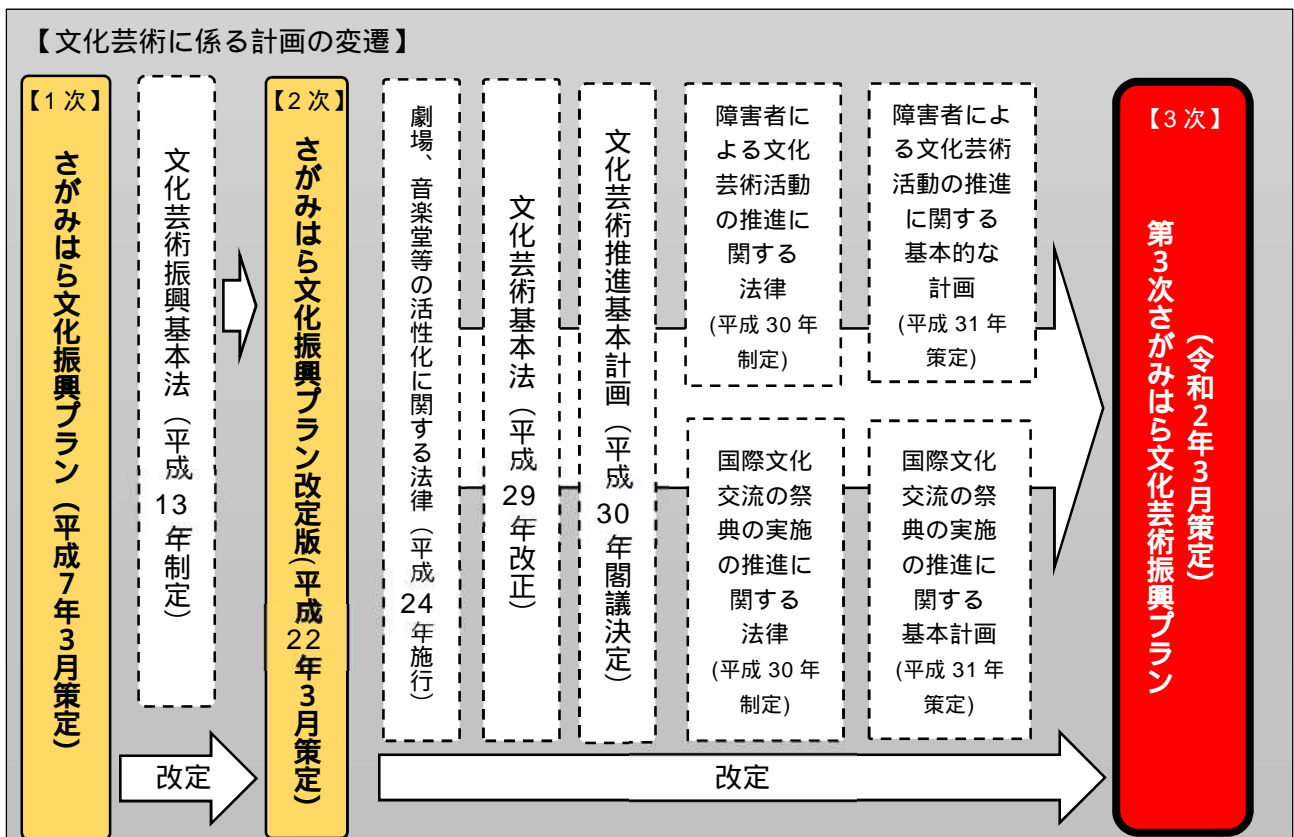 【文化芸術に係る計画の変遷】
【1次】
さがみはら文化振興プラン（平成7年3月策定）
文化芸術振興基本法（平成13年制定）
【2次】
さがみはら文化振興プラン改定版（平成22年3月策定）
劇場、音楽堂等の活性化に関する法律（平成24年施行）
文化芸術基本法（平成29年改正）
文化芸術推進基本計画（平成30年閣議決定）
障害者に
よる文化
芸術活動
の推進に
関する
法律
(平成 30 年
制定)
障害者によ
る文化芸術
活動の推進
に関する
基本的な
計画
(平成 31 年
策定)
国際文化
交流の祭
典の実施
の推進に
関する
法律
(平成 30 年
制定)
国際文化
交流の祭
典の実施
の推進に
関する
基本計画
(平成 31 年
策定)
【3次】
第3次さがみはら文化芸術振興プラン
（令和2年3月策定）
改定
改定